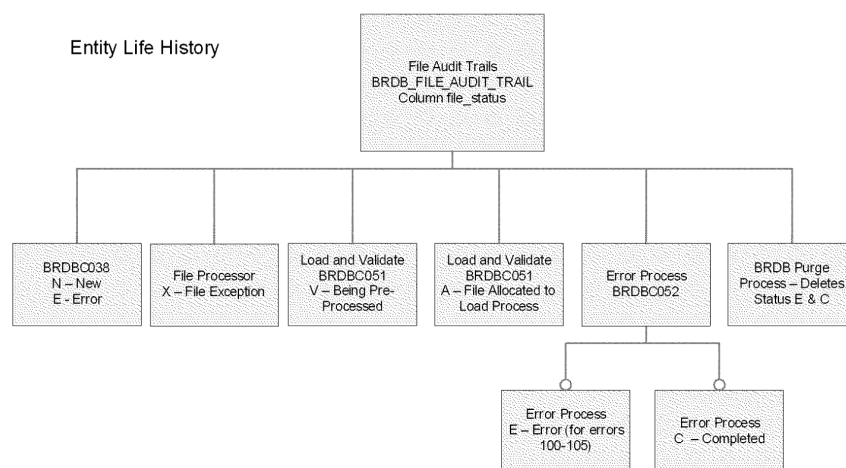 Entity Life History
File Audit Trails
BRDB_FILE_AUDIT_TRAIL
Column file_status
BRDBC038
N – New
E - Error
File Processor
X – File Exception
Load and Validate
BRDBC051
V – Being Pre-
Processed
Load and Validate
BRDBC051
A – File Allocated to
Load Process
Error Process
BRDBC052
BRDB Purge
Process – Deletes
Status E & C
Error Process
E – Error (for errors
100-105)
Error Process
C – Completed